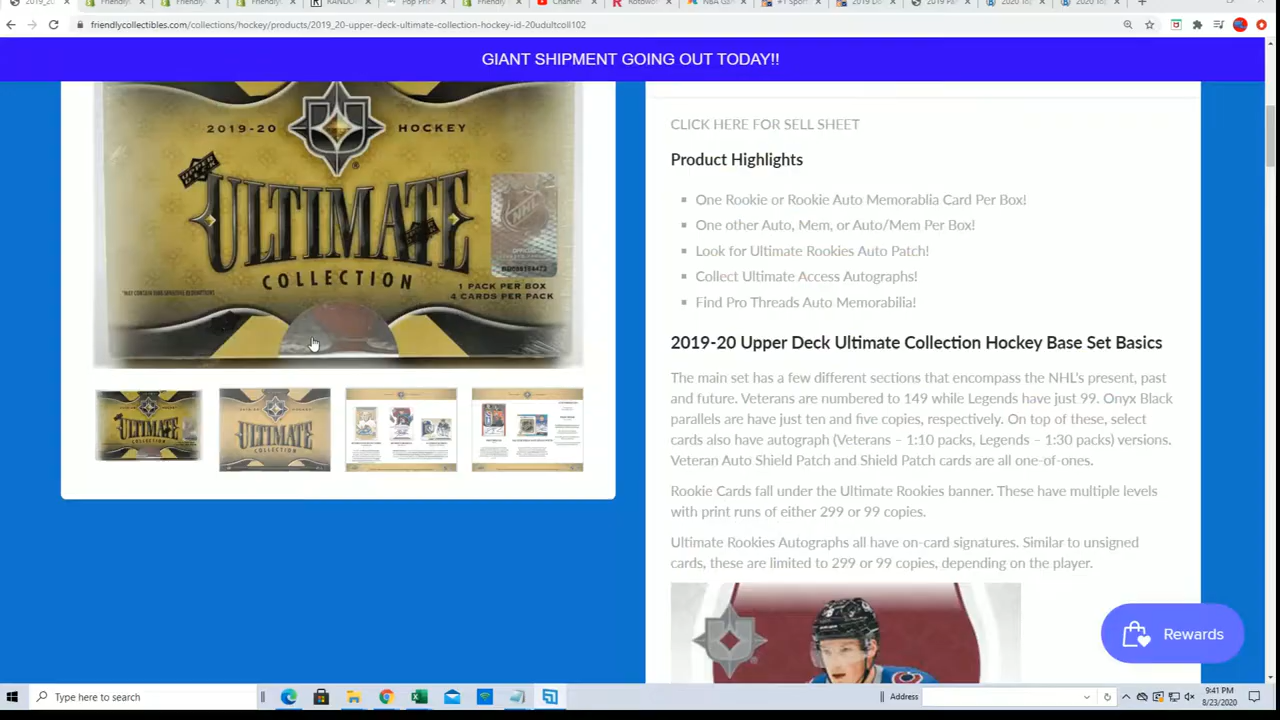 friendlycollectibles.com/collections/hockey/products/2019_20-upper-deck-ultimate-collection-hockey-id-20udultcoll102
GIANT SHIPMENT GOING OUT TODAY!!
2019-20 HOCKEY
UPPER DECK
ULTIMATE
COLLECTION
NHL
1 PACK PER BOX
4 CARDS PER PACK
CLICK HERE FOR SELL SHEET
Product Highlights
One Rookie or Rookie Auto Memorablia Card Per Box!
One other Auto, Mem, or Auto/Mem Per Box!
Look for Ultimate Rookies Auto Patch!
Collect Ultimate Access Autographs!
Find Pro Threads Auto Memorabilia!
2019-20 Upper Deck Ultimate Collection Hockey Base Set Basics
The main set has a few different sections that encompass the NHL's present, past
and future. Veterans are numbered to 149 while Legends have just 99. Onyx Black
parallels are have just ten and five copies, respectively. On top of these, select
cards also have autograph (Veterans – 1:10 packs, Legends – 1:30 packs) versions.
Veteran Auto Shield Patch and Shield Patch cards are all one-of-ones.
Rookie Cards fall under the Ultimate Rookies banner. These have multiple levels
with print runs of either 299 or 99 copies.
Ultimate Rookies Autographs all have on-card signatures. Similar to unsigned
cards, these are limited to 299 or 99 copies, depending on the player.
Rewards
Type here to search
Address
9:41 PM
8/23/2020